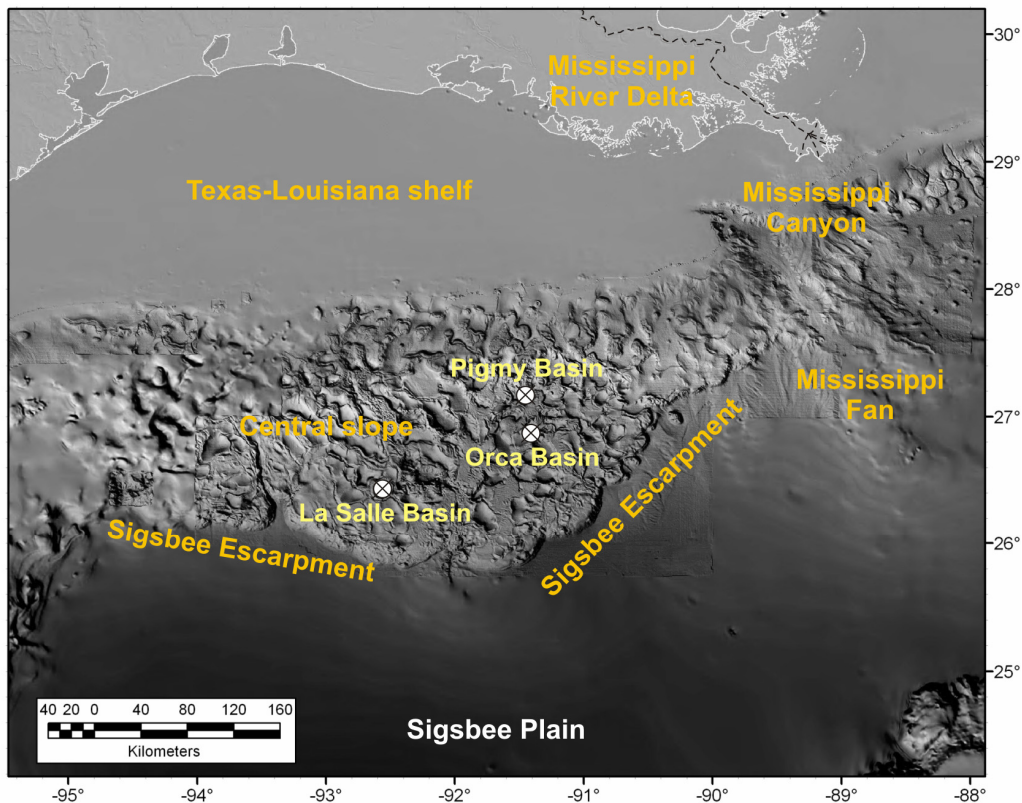 30°
Mississippi
River Delta
29°
Texas-Louisiana shelf
Mississippi
Canyon
28°
Pigmy Basin
Mississippi
Fan
27°
Central slope
Orca Basin
La Salle Basin
Sigsbee Escarpment
Sigsbee Escarpment
26°
25°
40 20 0 40 80 120 160
Kilometers
Sigsbee Plain
-95° -94° -93° -92° -91° -90° -89° -88°